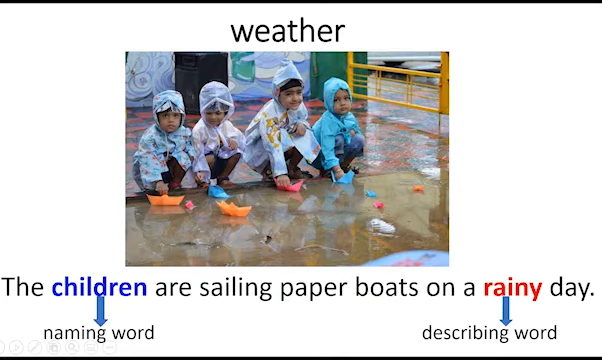 weather
The children are sailing paper boats on a rainy day.
naming word
describing word